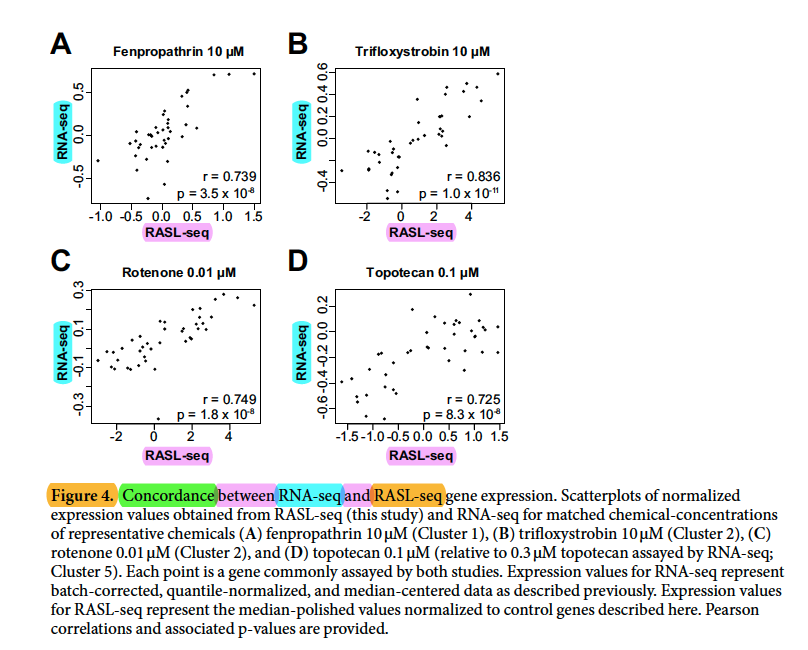 A
Fenpropathrin 10 µM
RNA-seq
0.5
0.0
-0.5
r = 0.739
p = 3.5 x 10⁻⁸
-1.0 -0.5 0.0 0.5 1.0 1.5
RASL-seq
B
Trifloxystrobin 10 µM
RNA-seq
0.6
0.4
0.2
0.0
-0.4
r = 0.836
p = 1.0 x 10⁻¹¹
-2 0 2 4
RASL-seq
C
Rotenone 0.01 µM
RNA-seq
0.3
0.1
-0.1
-0.3
r = 0.749
p = 1.8 x 10⁻⁸
-2 0 2 4
RASL-seq
D
Topotecan 0.1 µM
RNA-seq
0.2
0.0
-0.2
-0.4
-0.6
r = 0.725
p = 8.3 x 10⁻⁸
-1.5 -1.0 -0.5 0.0 0.5 1.0 1.5
RASL-seq
Figure 4. Concordance between RNA-seq and RASL-seq gene expression. Scatterplots of normalized
expression values obtained from RASL-seq (this study) and RNA-seq for matched chemical-concentrations
of representative chemicals (A) fenpropathrin 10 µM (Cluster 1), (B) trifloxystrobin 10 µM (Cluster 2), (C)
rotenone 0.01 µM (Cluster 2), and (D) topotecan 0.1 µM (relative to 0.3 µM topotecan assayed by RNA-seq;
Cluster 5). Each point is a gene commonly assayed by both studies. Expression values for RNA-seq represent
batch-corrected, quantile-normalized, and median-centered data as described previously. Expression values
for RASL-seq represent the median-polished values normalized to control genes described here. Pearson
correlations and associated p-values are provided.